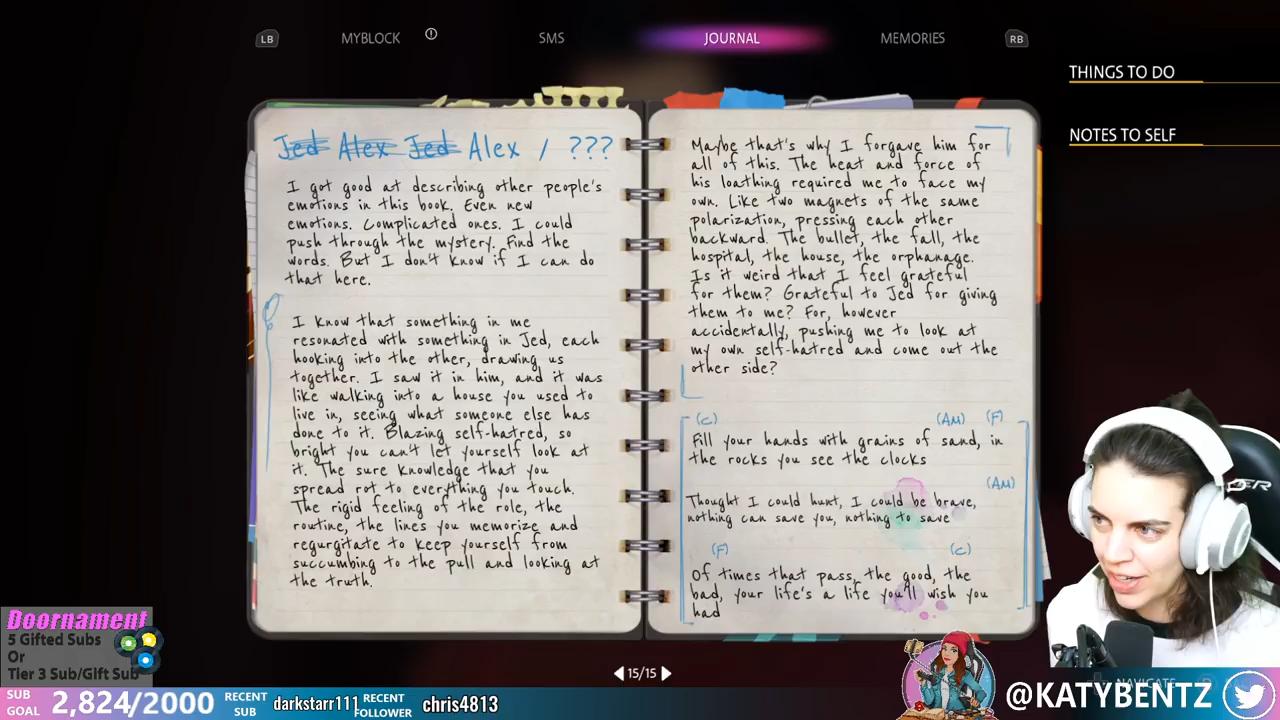 LB
MYBLOCK
SMS
JOURNAL
MEMORIES
RB
THINGS TO DO
NOTES TO SELF
Jed Alex Jed Alex / ???
I got good at describing other people's
emotions in this book. Even new
emotions. Complicated ones. I could
push through the mystery. Find the
words. But I don't know if I can do
that here.
I know that something in me
resonated with something in Jed, each
hooking into the other, drawing us
together. I saw it in him, and it was
like walking into a house you used to
live in, seeing what someone else has
done to it. Blazing self-hatred, so
bright you can't let yourself look at
it. The sure knowledge that you
spread rot to everything you touch.
The rigid feeling of the role, the
routine, the lines you memorize and
regurgitate to keep yourself from
succumbing to the pull and looking at
the truth.
Maybe that's why I forgave him for
all of this. The heat and force of
his loathing required me to face my
own. Like two magnets of the same
polarization, pressing each other
backward. The bullet, the fall, the
hospital, the house, the orphanage.
Is it weird that I feel grateful
for them? Grateful to Jed for giving
them to me? For, however
accidentally, pushing me to look at
my own self-hatred and come out the
other side?
(C) (AM) (F)
Fill your hands with grains of sand, in
the rocks you see the clocks
(AM)
Thought I could hunt, I could be brave,
nothing can save you, nothing to save
(F) (C)
Of times that pass, the good, the
bad, your life's a life you'll wish you
had
15/15
Doornament
5 Gifted Subs
Or
Tier 3 Sub/Gift Sub
SUB GOAL 2,824/2000
RECENT SUB darkstarr111
RECENT FOLLOWER chris4813
@KATYBENTZ